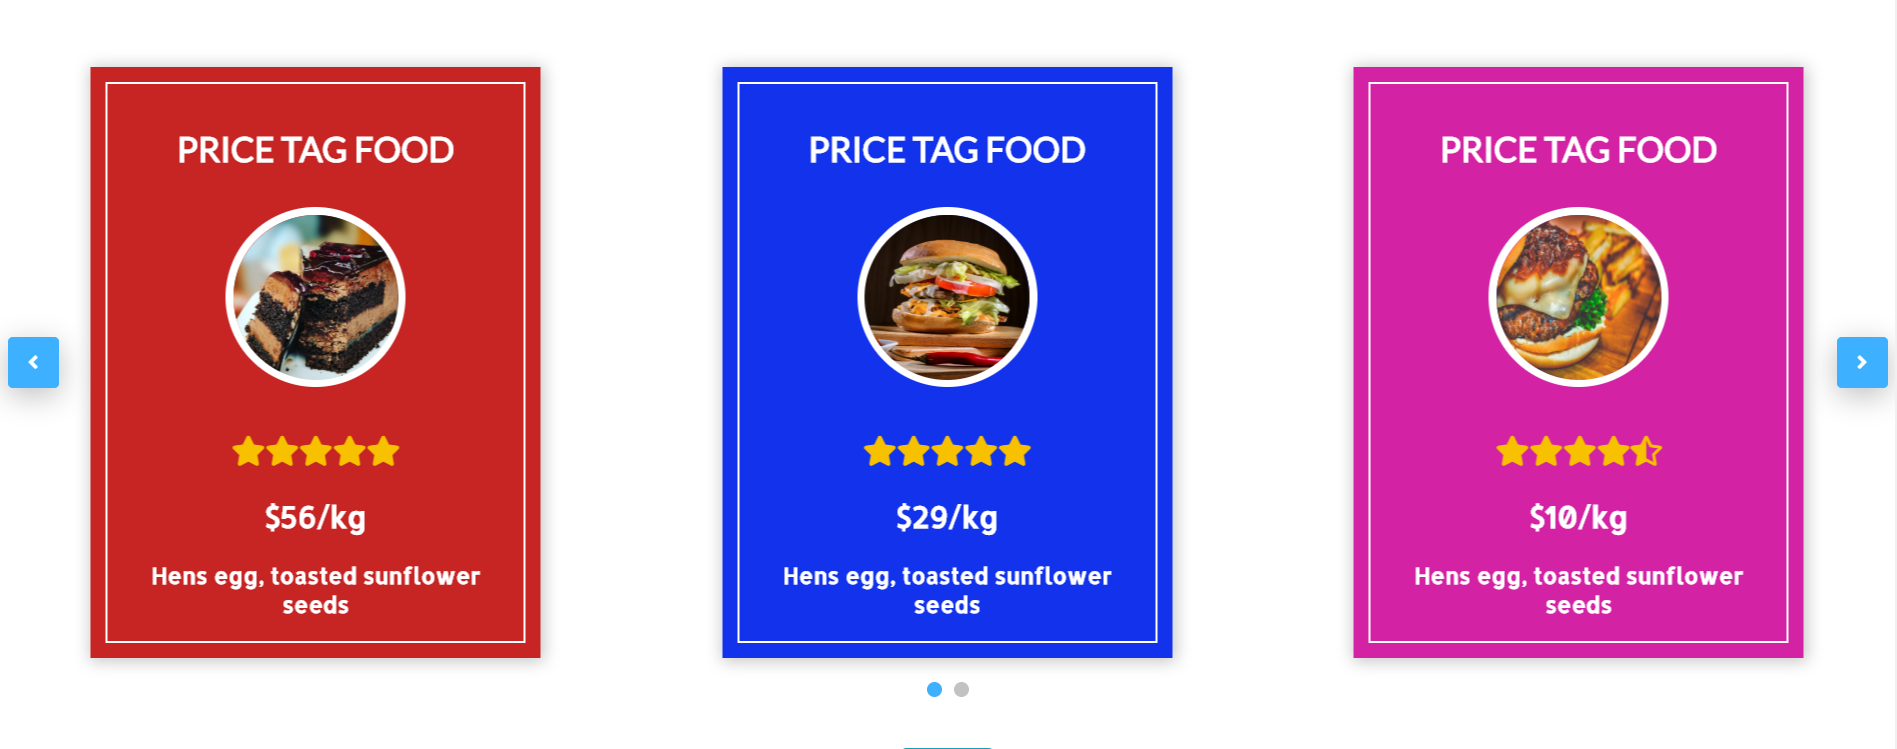 PRICE TAG FOOD
$56/kg
Hens egg, toasted sunflower
seeds
PRICE TAG FOOD
$29/kg
Hens egg, toasted sunflower
seeds
PRICE TAG FOOD
$10/kg
Hens egg, toasted sunflower
seeds